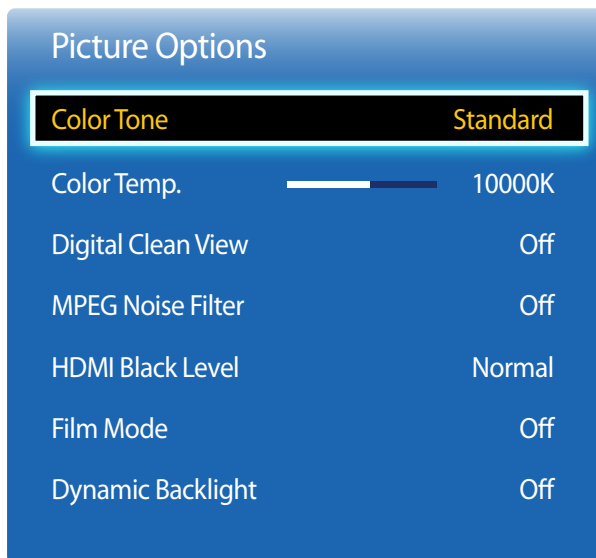 Picture Options
Color Tone Standard
Color Temp. 10000K
Digital Clean View Off
MPEG Noise Filter Off
HDMI Black Level Normal
Film Mode Off
Dynamic Backlight Off